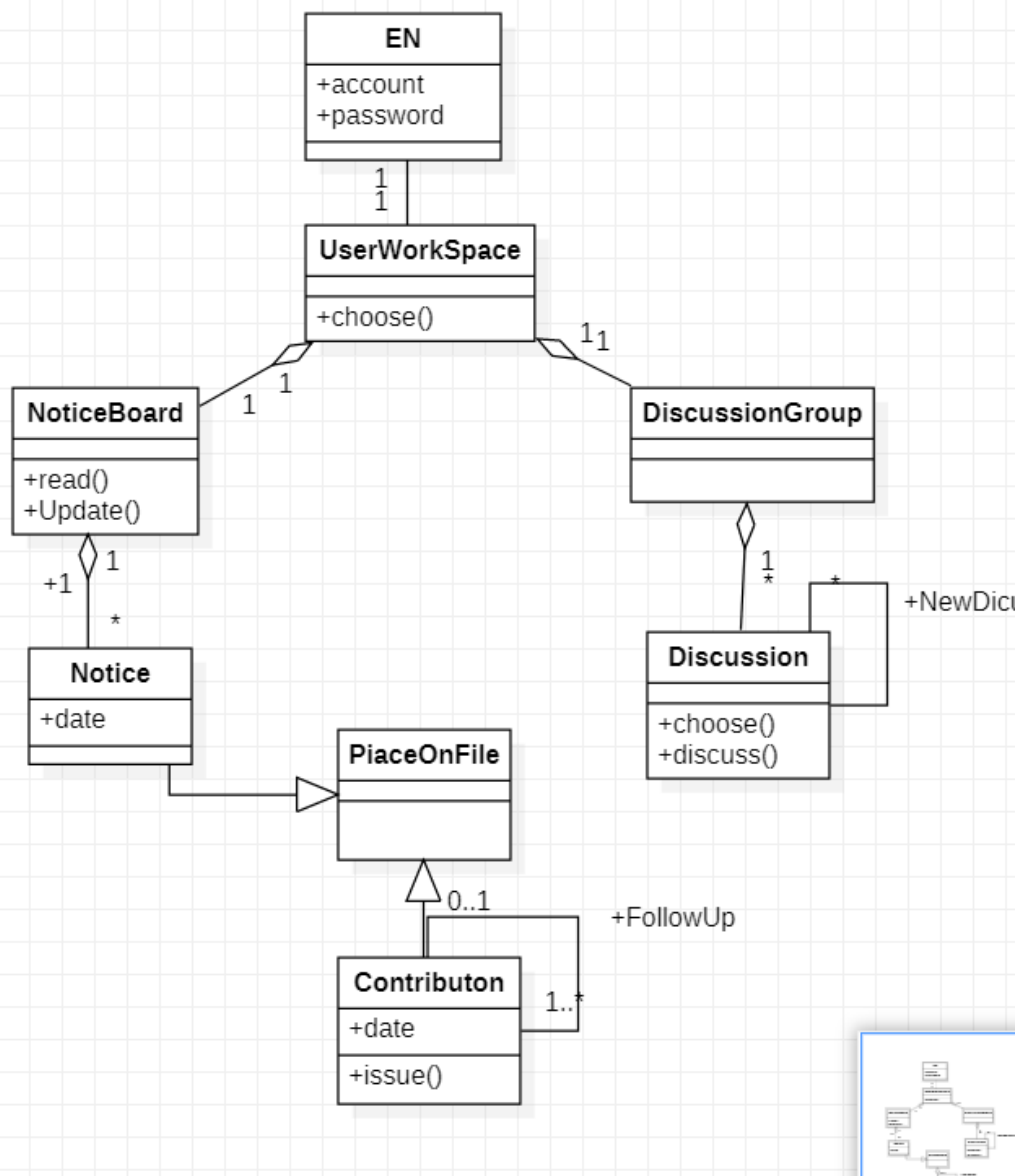 EN
+account
+password
1
1
UserWorkSpace
+choose()
1
1
1
1
NoticeBoard
+read()
+Update()
DiscussionGroup
1
+1
*
1
*
*
+NewDicu
Notice
+date
Discussion
+choose()
+discuss()
PiaceOnFile
0..1
+FollowUp
Contributon
+date
+issue()
1..*